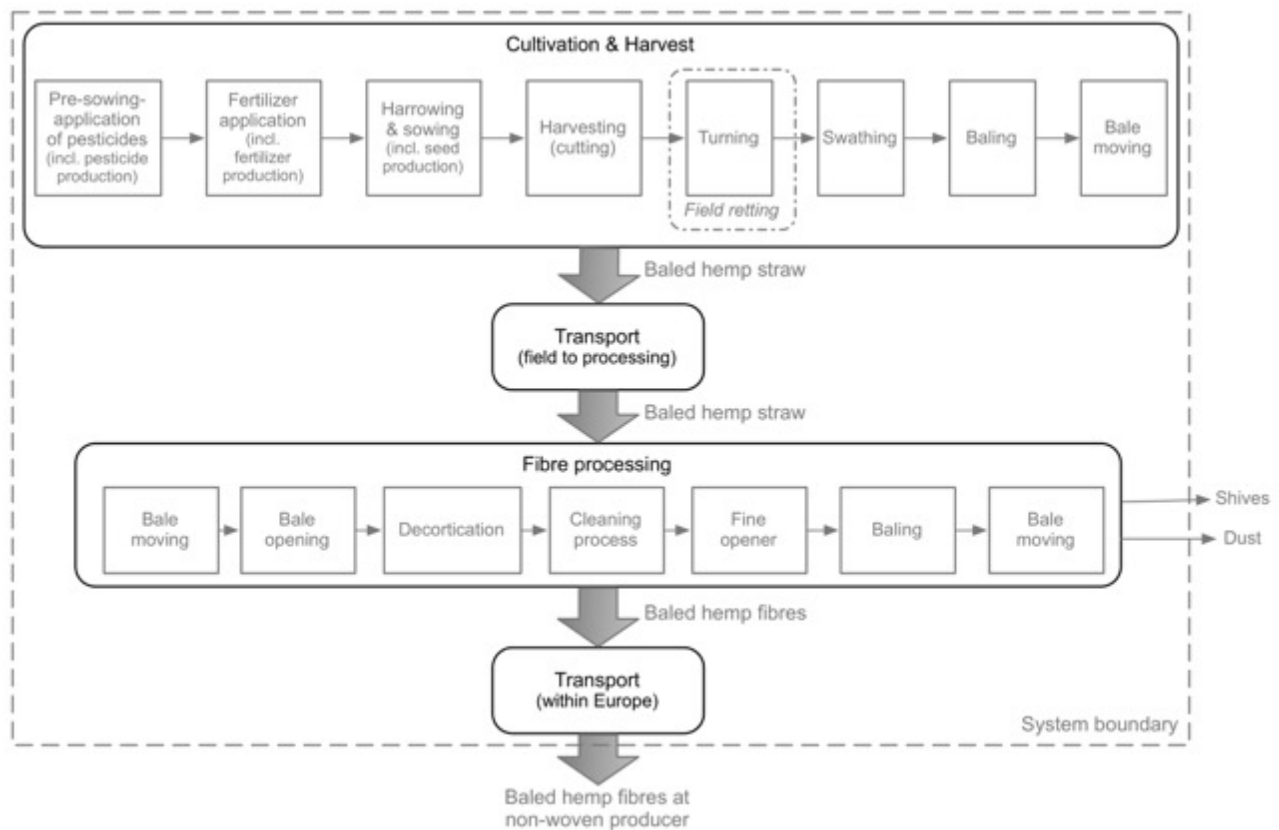 Cultivation & Harvest
Pre-sowing-
application
of pesticides
(incl. pesticide
production)
Fertilizer
application
(incl.
fertilizer
production)
Harrowing
& sowing
(incl. seed
production)
Harvesting
(cutting)
Turning
Field retting
Swathing
Baling
Bale
moving
Baled hemp straw
Transport
(field to processing)
Baled hemp straw
Fibre processing
Bale
moving
Bale
opening
Decortication
Cleaning
process
Fine
opener
Baling
Bale
moving
Shives
Dust
Baled hemp fibres
Transport
(within Europe)
System boundary
Baled hemp fibres at
non-woven producer